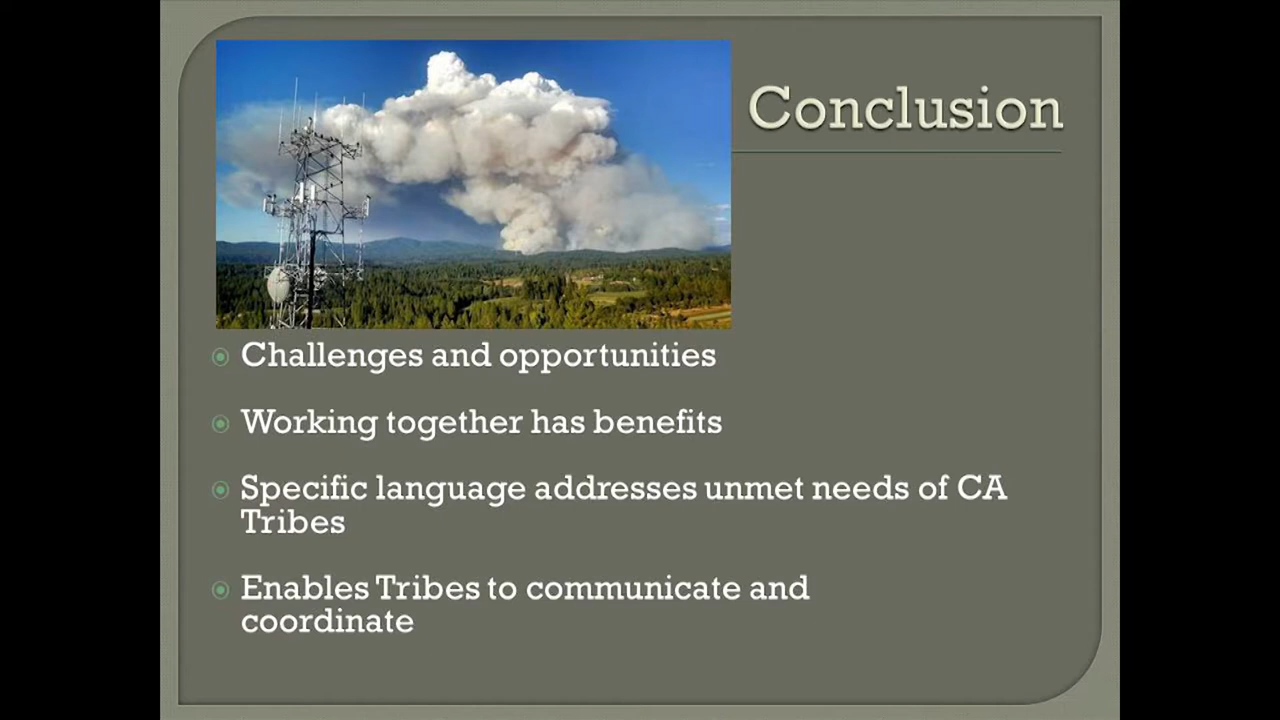 Conclusion
Challenges and opportunities
Working together has benefits
Specific language addresses unmet needs of CA
Tribes
Enables Tribes to communicate and
coordinate